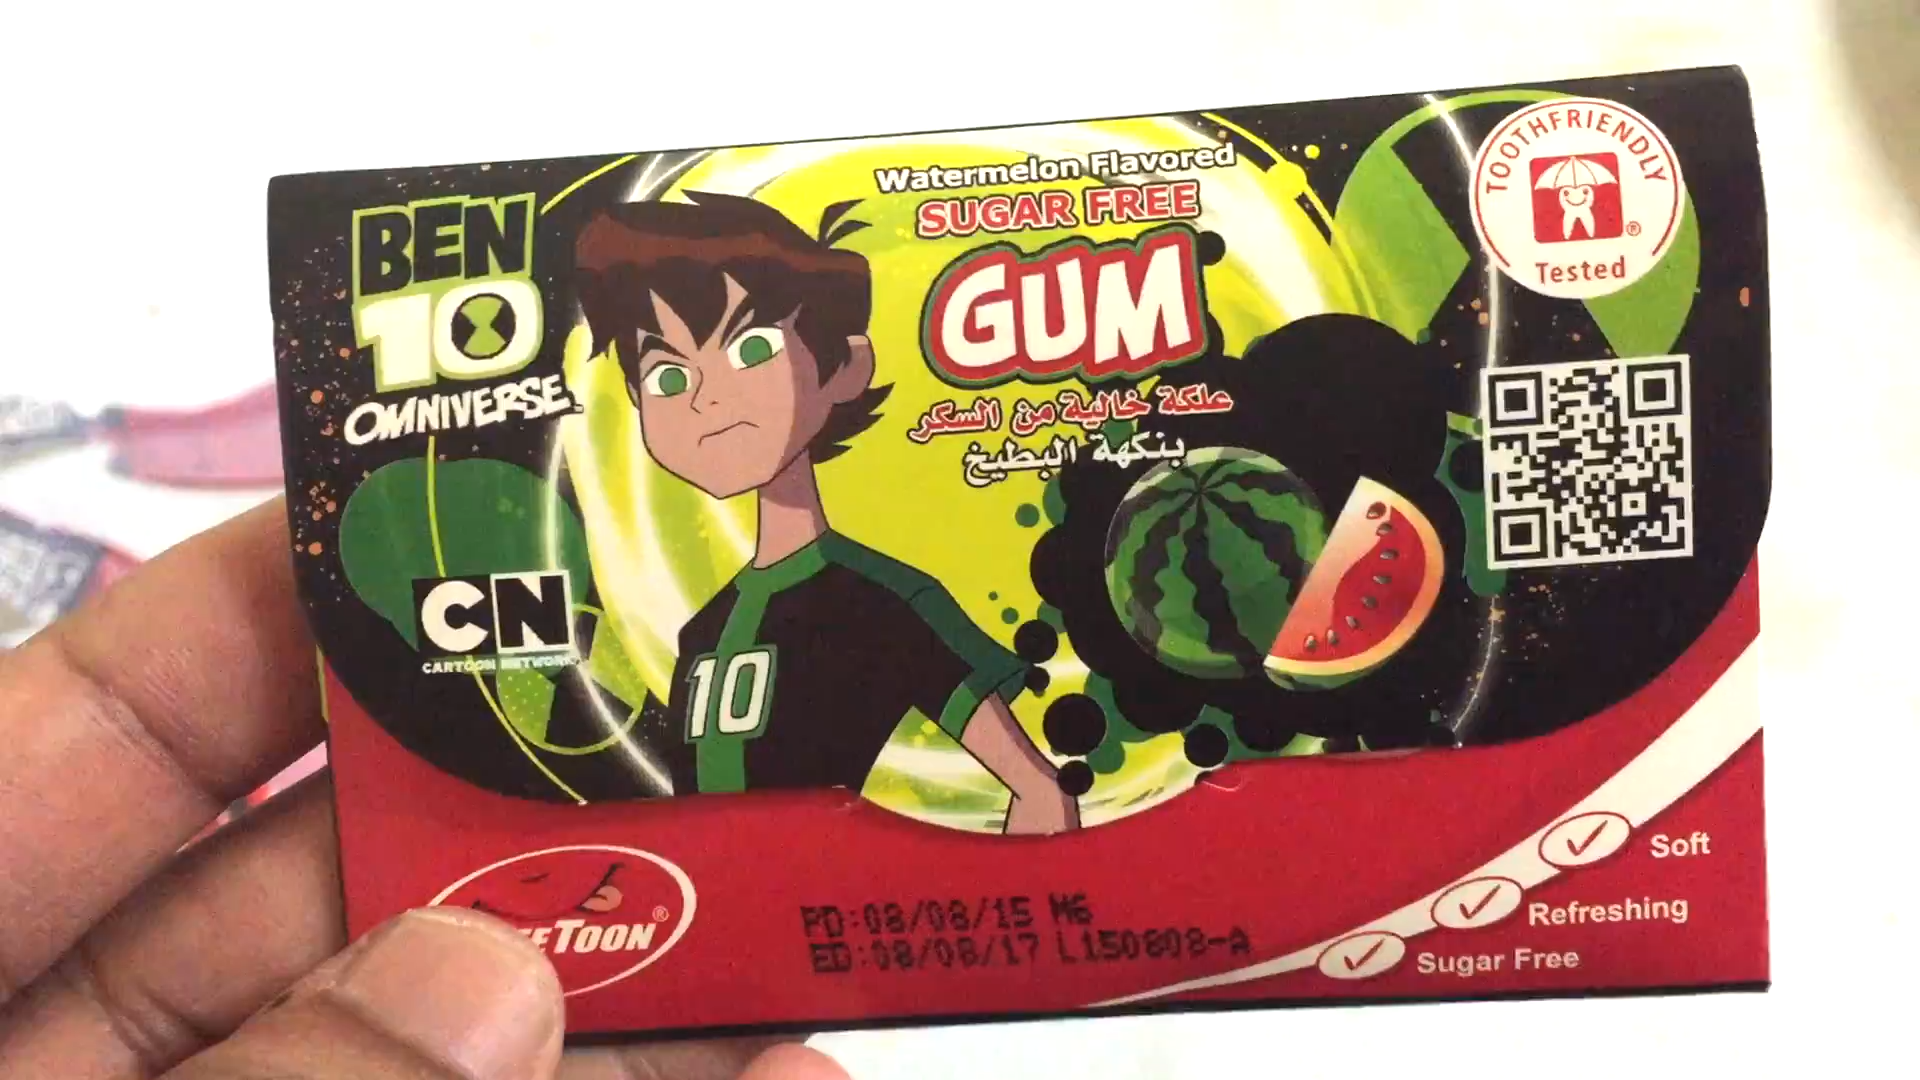 BEN
10
OMNIVERSE
CN
CARTOON NETWORK
Watermelon Flavored
SUGAR FREE
GUM
علكة خالية من السكر
بنكهة البطيخ
TOOTHFRIENDLY
®
Tested
10
TOON®
PD:08/08/15 M6
ED:08/08/17 L150808-A
Soft
Refreshing
Sugar Free